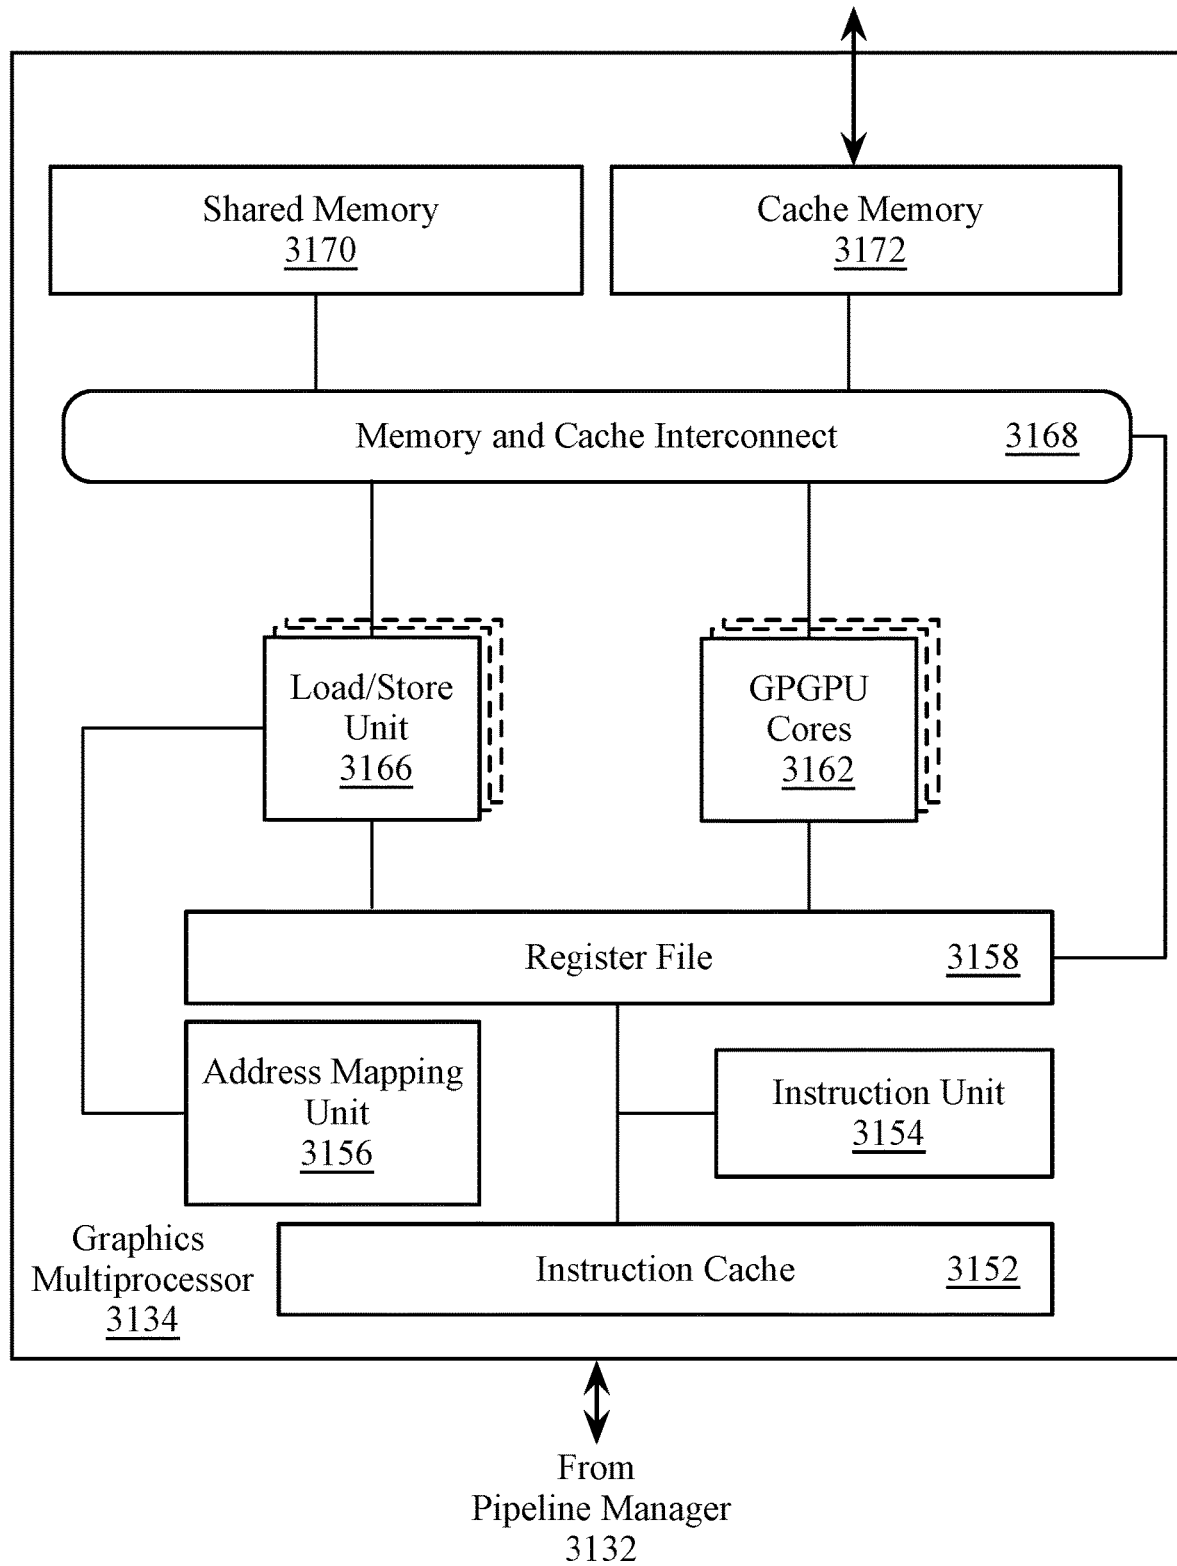 Shared Memory
3170
Cache Memory
3172
Memory and Cache Interconnect 3168
Load/Store
Unit
3166
GPGPU
Cores
3162
Register File 3158
Address Mapping
Unit
3156
Instruction Unit
3154
Graphics
Multiprocessor
3134
Instruction Cache 3152
From
Pipeline Manager
3132